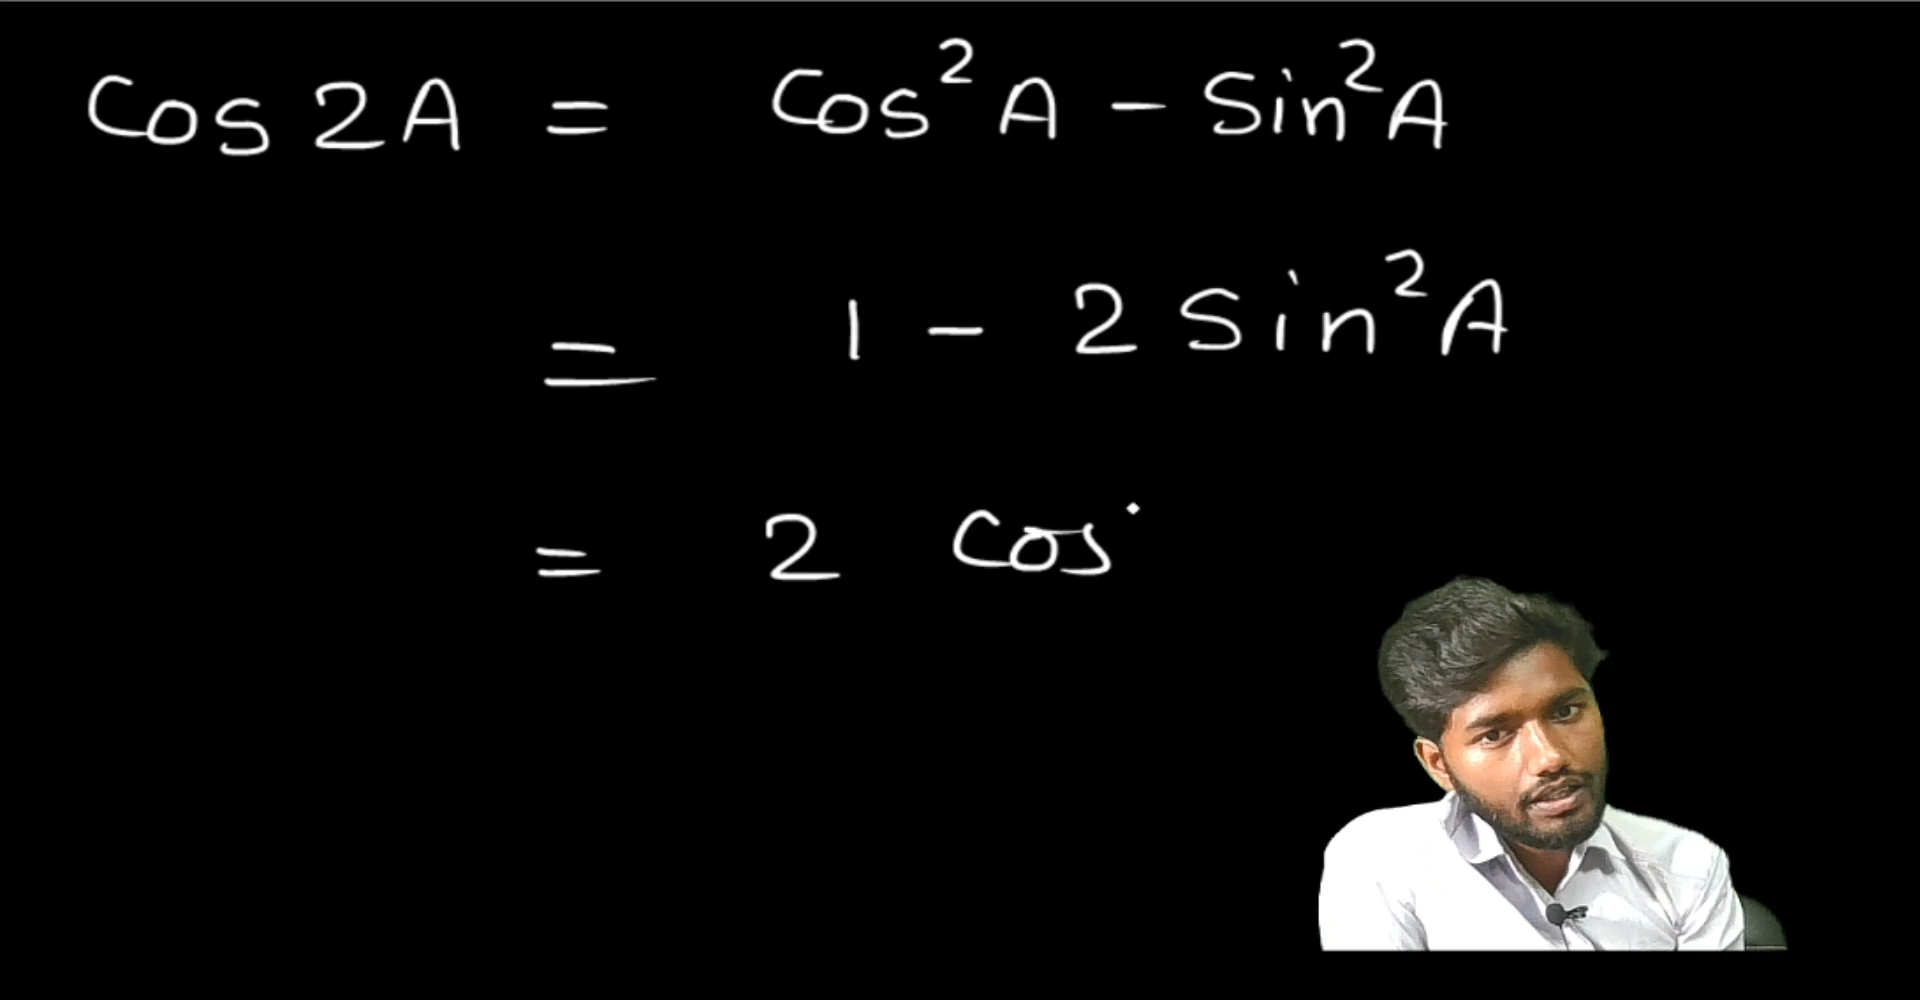 Cos 2A = Cos²A - Sin²A
= 1 - 2 Sin²A
= 2 Cos